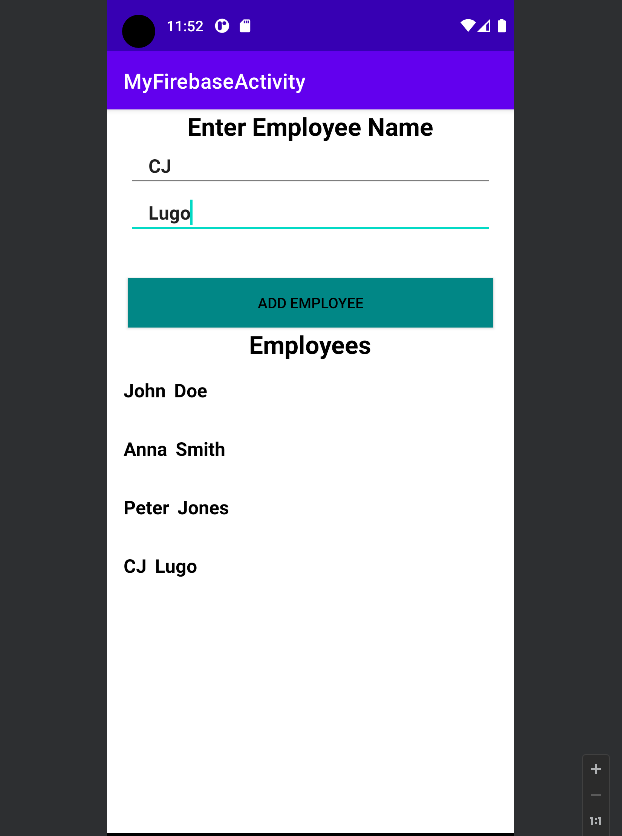 11:52
MyFirebaseActivity
Enter Employee Name
CJ
Lugo
ADD EMPLOYEE
Employees
John Doe
Anna Smith
Peter Jones
CJ Lugo
1:1